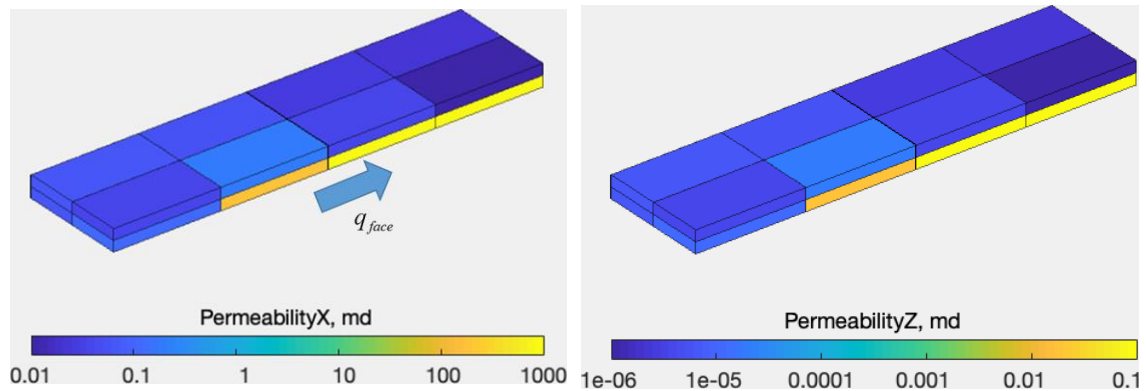 q_face
PermeabilityX, md
0.01 0.1 1 10 100 1000
PermeabilityZ, md
1e-06 1e-05 0.0001 0.001 0.01 0.1